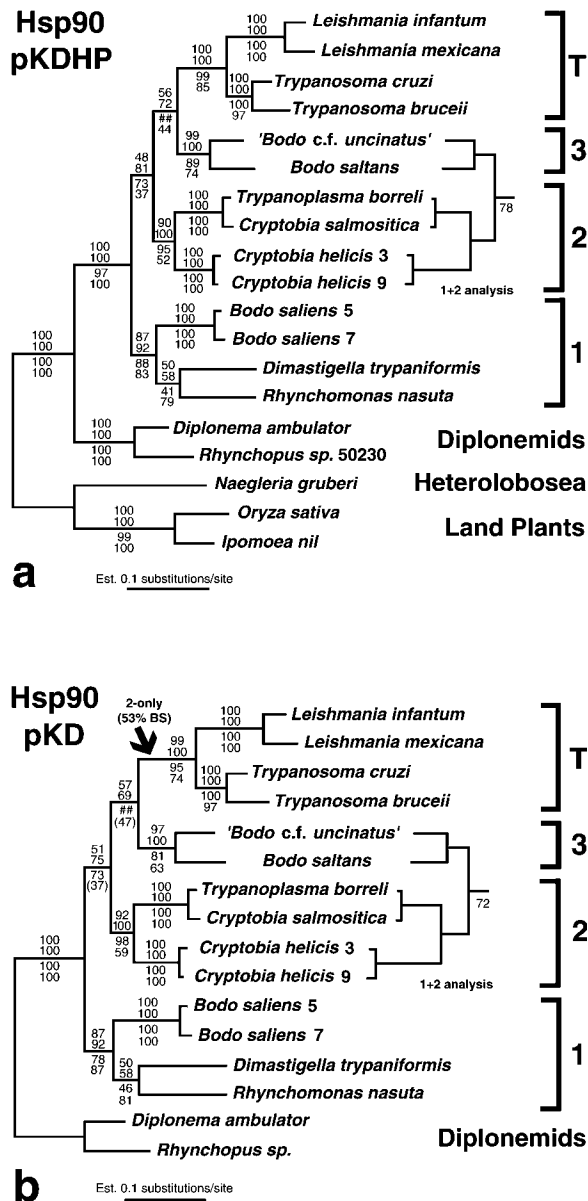 Hsp90
pKDHP
100
100
100
100
Leishmania infantum
Leishmania mexicana
100
100
99
85
100
100
100
97
Trypanosoma cruzi
Trypanosoma bruceii
T
56
72
##
44
99
100
89
74
'Bodo c.f. uncinatus'
Bodo saltans
3
48
81
73
37
100
100
100
100
Trypanoplasma borreli
Cryptobia salmositica
78
90
100
95
52
100
100
100
100
Cryptobia helicis 3
Cryptobia helicis 9
2
1+2 analysis
100
100
97
100
100
100
100
100
Bodo saliens 5
Bodo saliens 7
87
92
88
83
50
58
41
79
Dimastigella trypaniformis
Rhynchomonas nasuta
1
100
100
100
100
100
100
100
100
Diplonema ambulator
Rhynchopus sp. 50230
Diplonemids
Naegleria gruberi
Heterolobosea
100
100
99
100
Oryza sativa
Ipomoea nil
Land Plants
a
Est. 0.1 substitutions/site
Hsp90
pKD
2-only
(53% BS)
100
100
100
100
Leishmania infantum
Leishmania mexicana
99
100
95
74
100
100
100
97
Trypanosoma cruzi
Trypanosoma bruceii
T
57
69
##
(47)
97
100
81
63
'Bodo c.f. uncinatus'
Bodo saltans
3
51
75
73
(37)
100
100
100
100
Trypanoplasma borreli
Cryptobia salmositica
72
92
100
98
59
100
100
100
100
Cryptobia helicis 3
Cryptobia helicis 9
2
1+2 analysis
100
100
100
100
100
100
100
100
Bodo saliens 5
Bodo saliens 7
87
92
78
87
50
58
46
81
Dimastigella trypaniformis
Rhynchomonas nasuta
1
Diplonema ambulator
Rhynchopus sp.
Diplonemids
b
Est. 0.1 substitutions/site